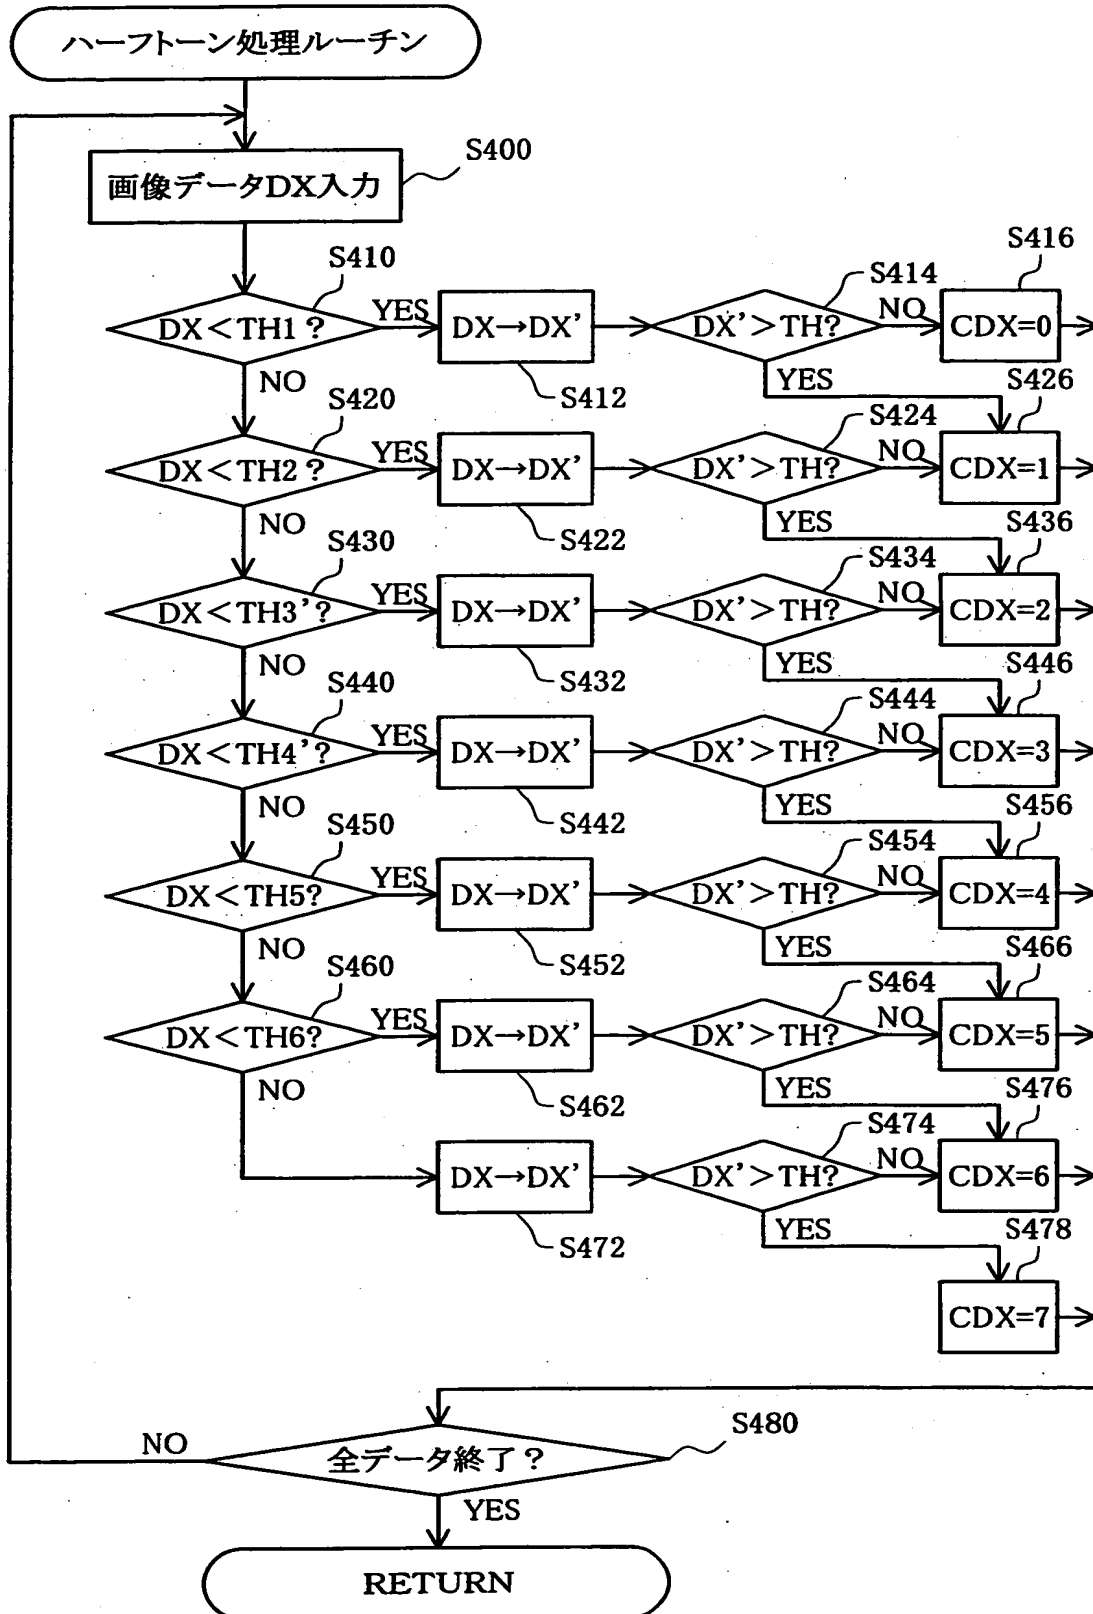 ハーフトーン処理ルーチン
S400
画像データDX入力
S410
DX<TH1?
YES
DX→DX'
S412
S414
DX'>TH?
NO
S416
CDX=0
NO
YES
S420
DX<TH2?
YES
DX→DX'
S422
S424
DX'>TH?
NO
S426
CDX=1
NO
YES
S430
DX<TH3'?
YES
DX→DX'
S432
S434
DX'>TH?
NO
S436
CDX=2
NO
YES
S440
DX<TH4'?
YES
DX→DX'
S442
S444
DX'>TH?
NO
S446
CDX=3
NO
YES
S450
DX<TH5?
YES
DX→DX'
S452
S454
DX'>TH?
NO
S456
CDX=4
NO
YES
S460
DX<TH6?
YES
DX→DX'
S462
S464
DX'>TH?
NO
S466
CDX=5
NO
YES
DX→DX'
S472
S474
DX'>TH?
NO
S476
CDX=6
YES
S478
CDX=7
S480
全データ終了?
NO
YES
RETURN